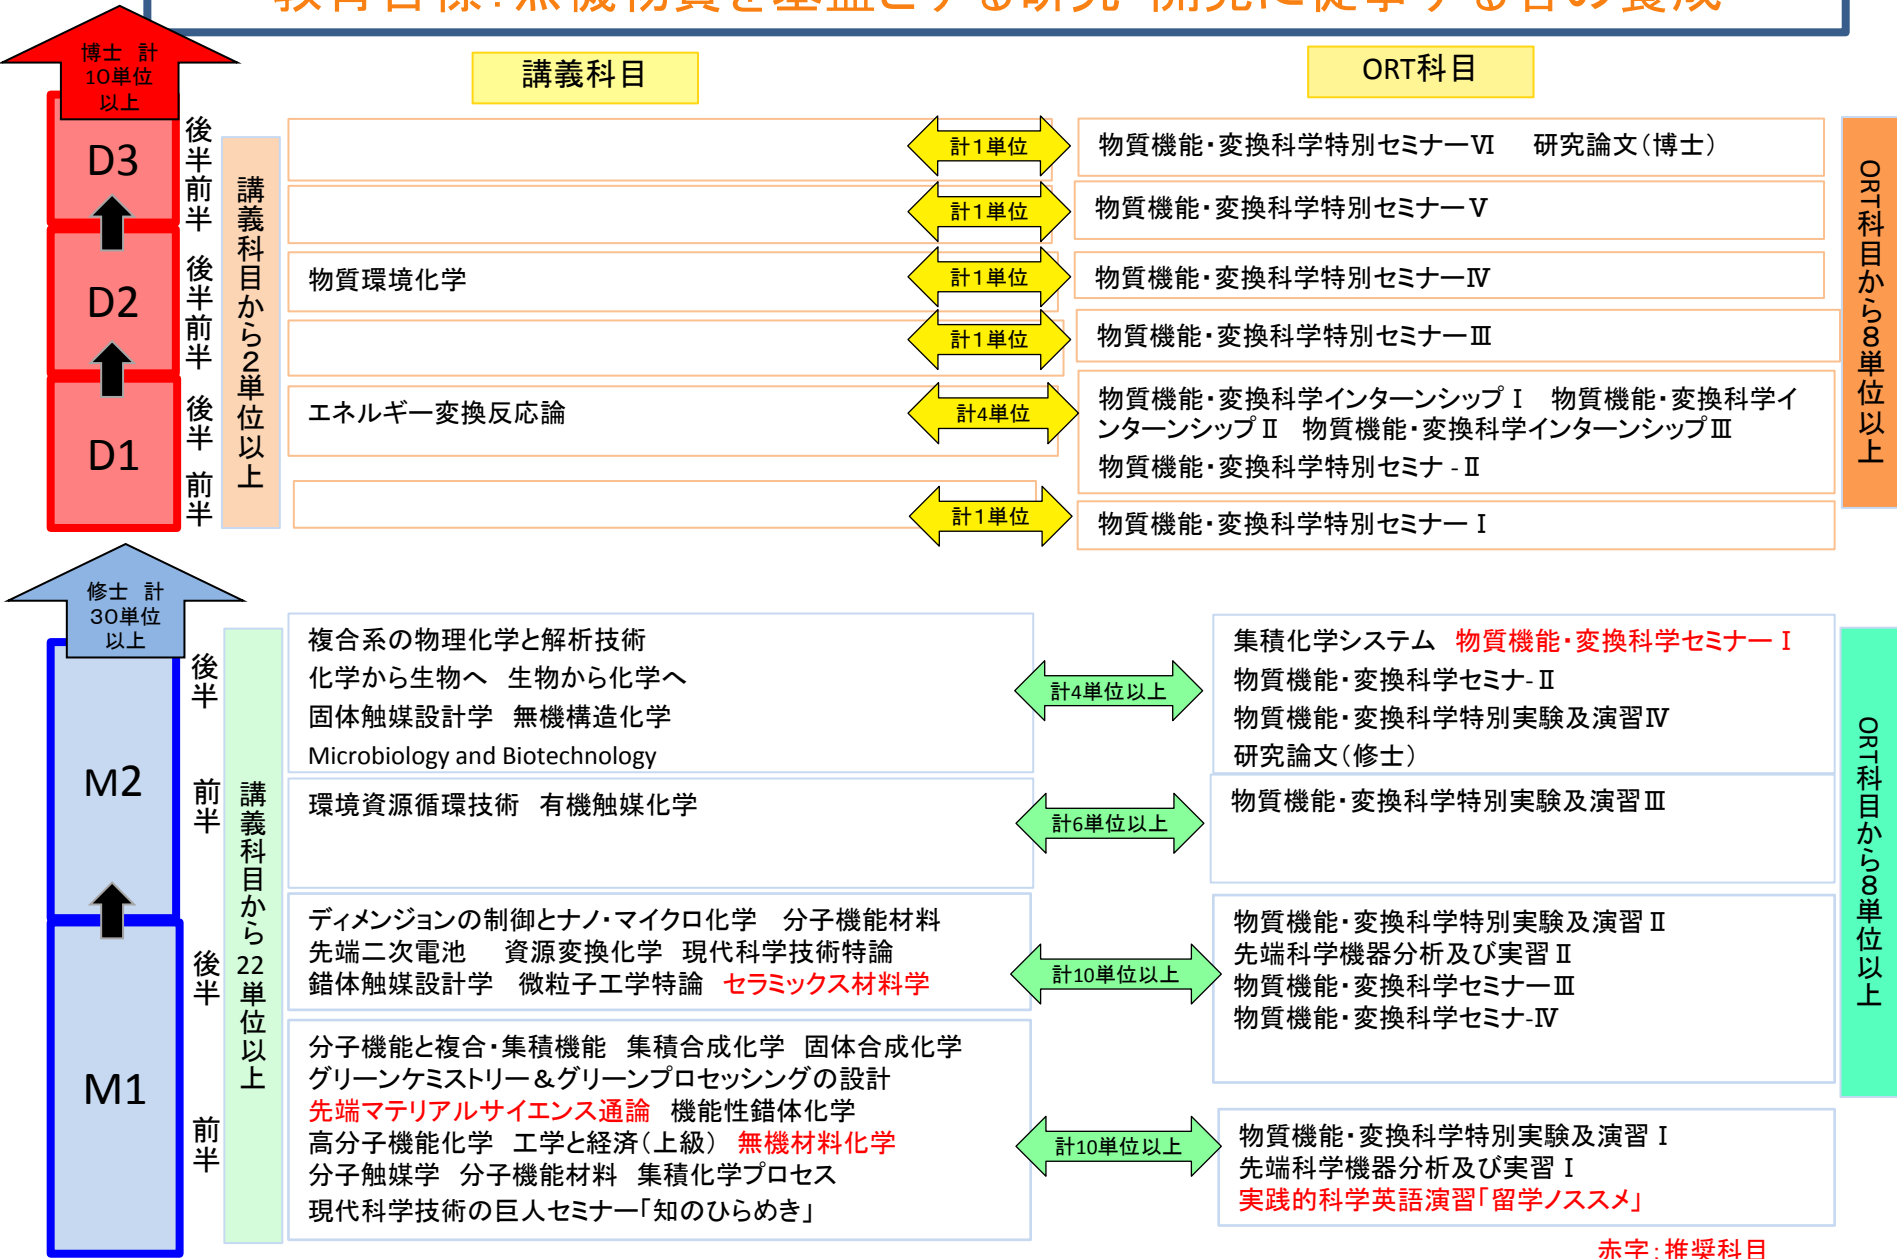 教育目標：無機物質を基盤とする研究・開発に従事する者の養成
博士　計
10単位
以上
講義科目
ORT科目
D3
後半
前半
D2
後半
前半
D1
後半
前半
講義科目から2単位以上
計1単位
物質機能・変換科学特別セミナーⅥ　研究論文（博士）
計1単位
物質機能・変換科学特別セミナーⅤ
物質環境化学
計1単位
物質機能・変換科学特別セミナーⅣ
計1単位
物質機能・変換科学特別セミナーⅢ
エネルギー変換反応論
計4単位
物質機能・変換科学インターンシップⅠ　物質機能・変換科学イ
ンターンシップⅡ　物質機能・変換科学インターンシップⅢ
物質機能・変換科学特別セミナ-Ⅱ
計1単位
物質機能・変換科学特別セミナーⅠ
ORT科目から8単位以上
修士　計
30単位
以上
M2
後半
前半
M1
後半
前半
講義科目から22単位以上
複合系の物理化学と解析技術
化学から生物へ　生物から化学へ
固体触媒設計学　無機構造化学
Microbiology and Biotechnology
計4単位以上
集積化学システム　物質機能・変換科学セミナーⅠ
物質機能・変換科学セミナ-Ⅱ
物質機能・変換科学特別実験及演習Ⅳ
研究論文（修士）
環境資源循環技術　有機触媒化学
計6単位以上
物質機能・変換科学特別実験及演習Ⅲ
ディメンジョンの制御とナノ・マイクロ化学　分子機能材料
先端二次電池　資源変換化学　現代科学技術特論
錯体触媒設計学　微粒子工学特論　セラミックス材料学
計10単位以上
物質機能・変換科学特別実験及演習Ⅱ
先端科学機器分析及び実習Ⅱ
物質機能・変換科学セミナーⅢ
物質機能・変換科学セミナ-Ⅳ
分子機能と複合・集積機能　集積合成化学　固体合成化学
グリーンケミストリー＆グリーンプロセッシングの設計
先端マテリアルサイエンス通論　機能性錯体化学
高分子機能化学　工学と経済（上級）　無機材料化学
分子触媒学　分子機能材料　集積化学プロセス
現代科学技術の巨人セミナー「知のひらめき」
計10単位以上
物質機能・変換科学特別実験及演習Ⅰ
先端科学機器分析及び実習Ⅰ
実践的科学英語演習「留学ノススメ」
ORT科目から8単位以上
赤字：推奨科目